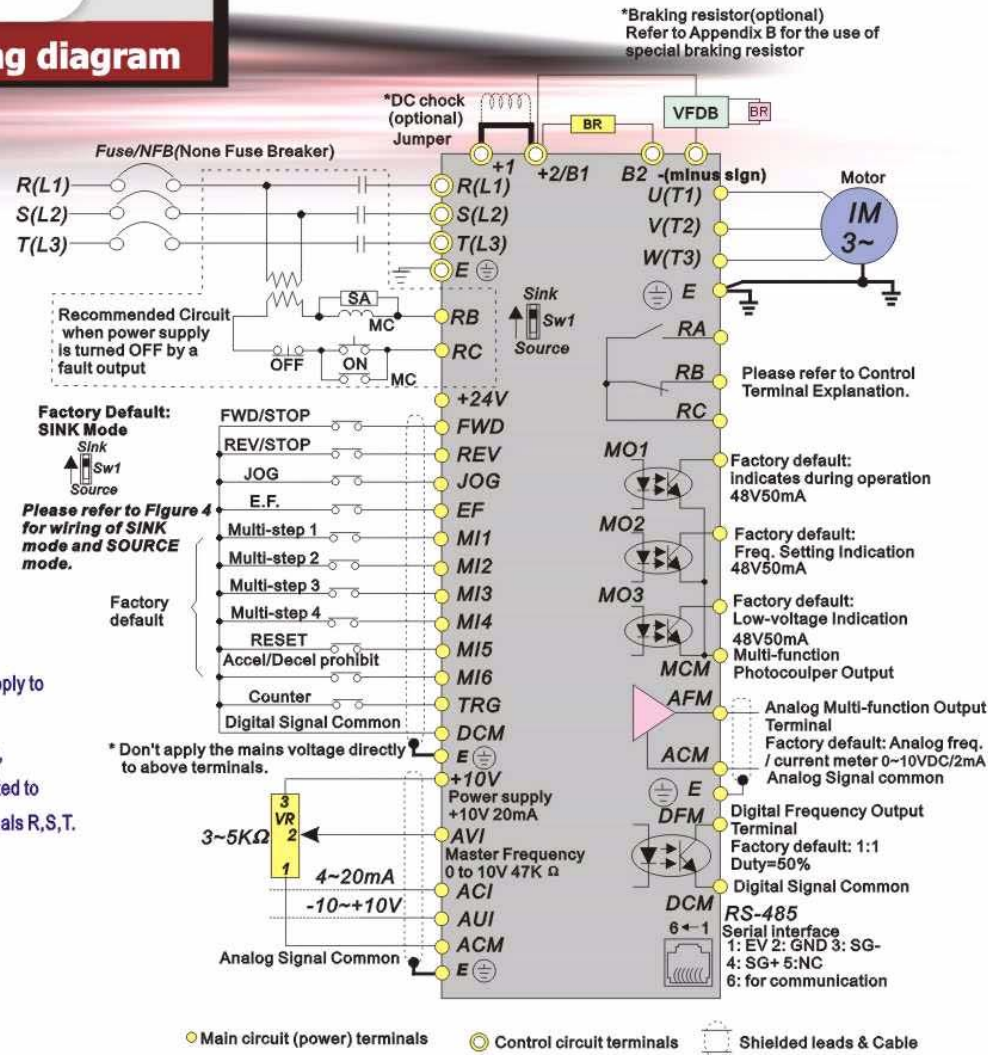 ng diagram
*Braking resistor(optional)
Refer to Appendix B for the use of
special braking resistor
*DC chock
(optional)
Jumper
BR
VFDB
BR
Fuse/NFB(None Fuse Breaker)
R(L1)
S(L2)
T(L3)
+1
+2/B1
B2
-(minus sign)
R(L1)
S(L2)
T(L3)
E
U(T1)
V(T2)
W(T3)
E
Motor
IM
3~
Recommended Circuit
when power supply
is turned OFF by a
fault output
SA
MC
OFF
ON
MC
RB
RC
Sink
Sw1
Source
RA
RB
RC
Please refer to Control
Terminal Explanation.
Factory Default:
SINK Mode
Sink
Sw1
Source
Please refer to Figure 4
for wiring of SINK
mode and SOURCE
mode.
Factory
default
+24V
FWD/STOP
FWD
REV/STOP
REV
JOG
JOG
E.F.
EF
Multi-step 1
MI1
Multi-step 2
MI2
Multi-step 3
MI3
Multi-step 4
MI4
RESET
MI5
Accel/Decel prohibit
MI6
Counter
TRG
Digital Signal Common
DCM
E
* Don't apply the mains voltage directly
to above terminals.
MO1
Factory default:
indicates during operation
48V50mA
MO2
Factory default:
Freq. Setting Indication
48V50mA
MO3
Factory default:
Low-voltage Indication
48V50mA
MCM
Multi-function
Photocoulper Output
AFM
Analog Multi-function Output
Terminal
Factory default: Analog freq.
/ current meter 0~10VDC/2mA
ACM
Analog Signal common
E
DFM
Digital Frequency Output
Terminal
Factory default: 1:1
Duty=50%
DCM
Digital Signal Common
pply to
,
ted to
als R,S,T.
+10V
Power supply
+10V 20mA
3
VR
2
1
3~5KΩ
AVI
Master Frequency
0 to 10V 47K Ω
4~20mA
ACI
-10~+10V
AUI
ACM
Analog Signal Common
E
6←1
RS-485
Serial interface
1: EV 2: GND 3: SG-
4: SG+ 5:NC
6: for communication
Main circuit (power) terminals
Control circuit terminals
Shielded leads & Cable